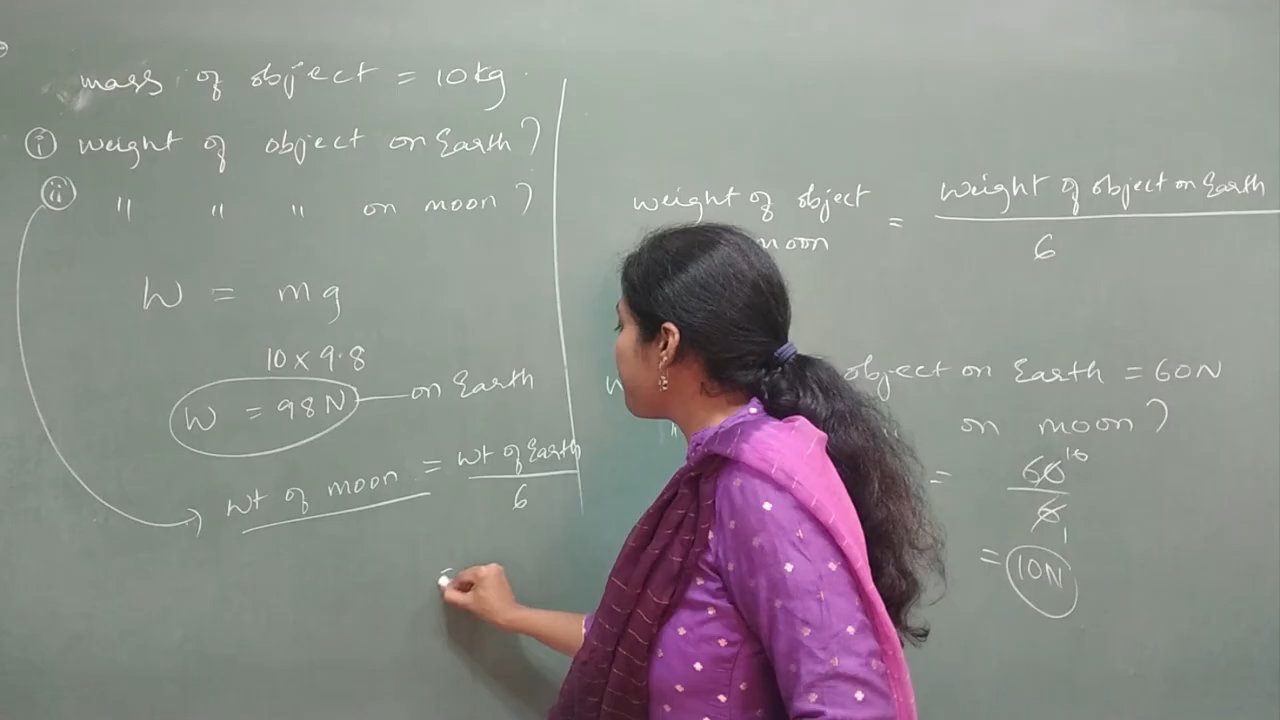 mass of object = 10kg
(i) weight of object on Earth?
(ii) " " " on moon?
W = mg
10 × 9.8
W = 98N on Earth
wt of moon = wt of Earth
6
weight of object
moon
= weight of object on Earth
6
object on Earth = 60N
on moon?
= 60 10
6 1
= 10N